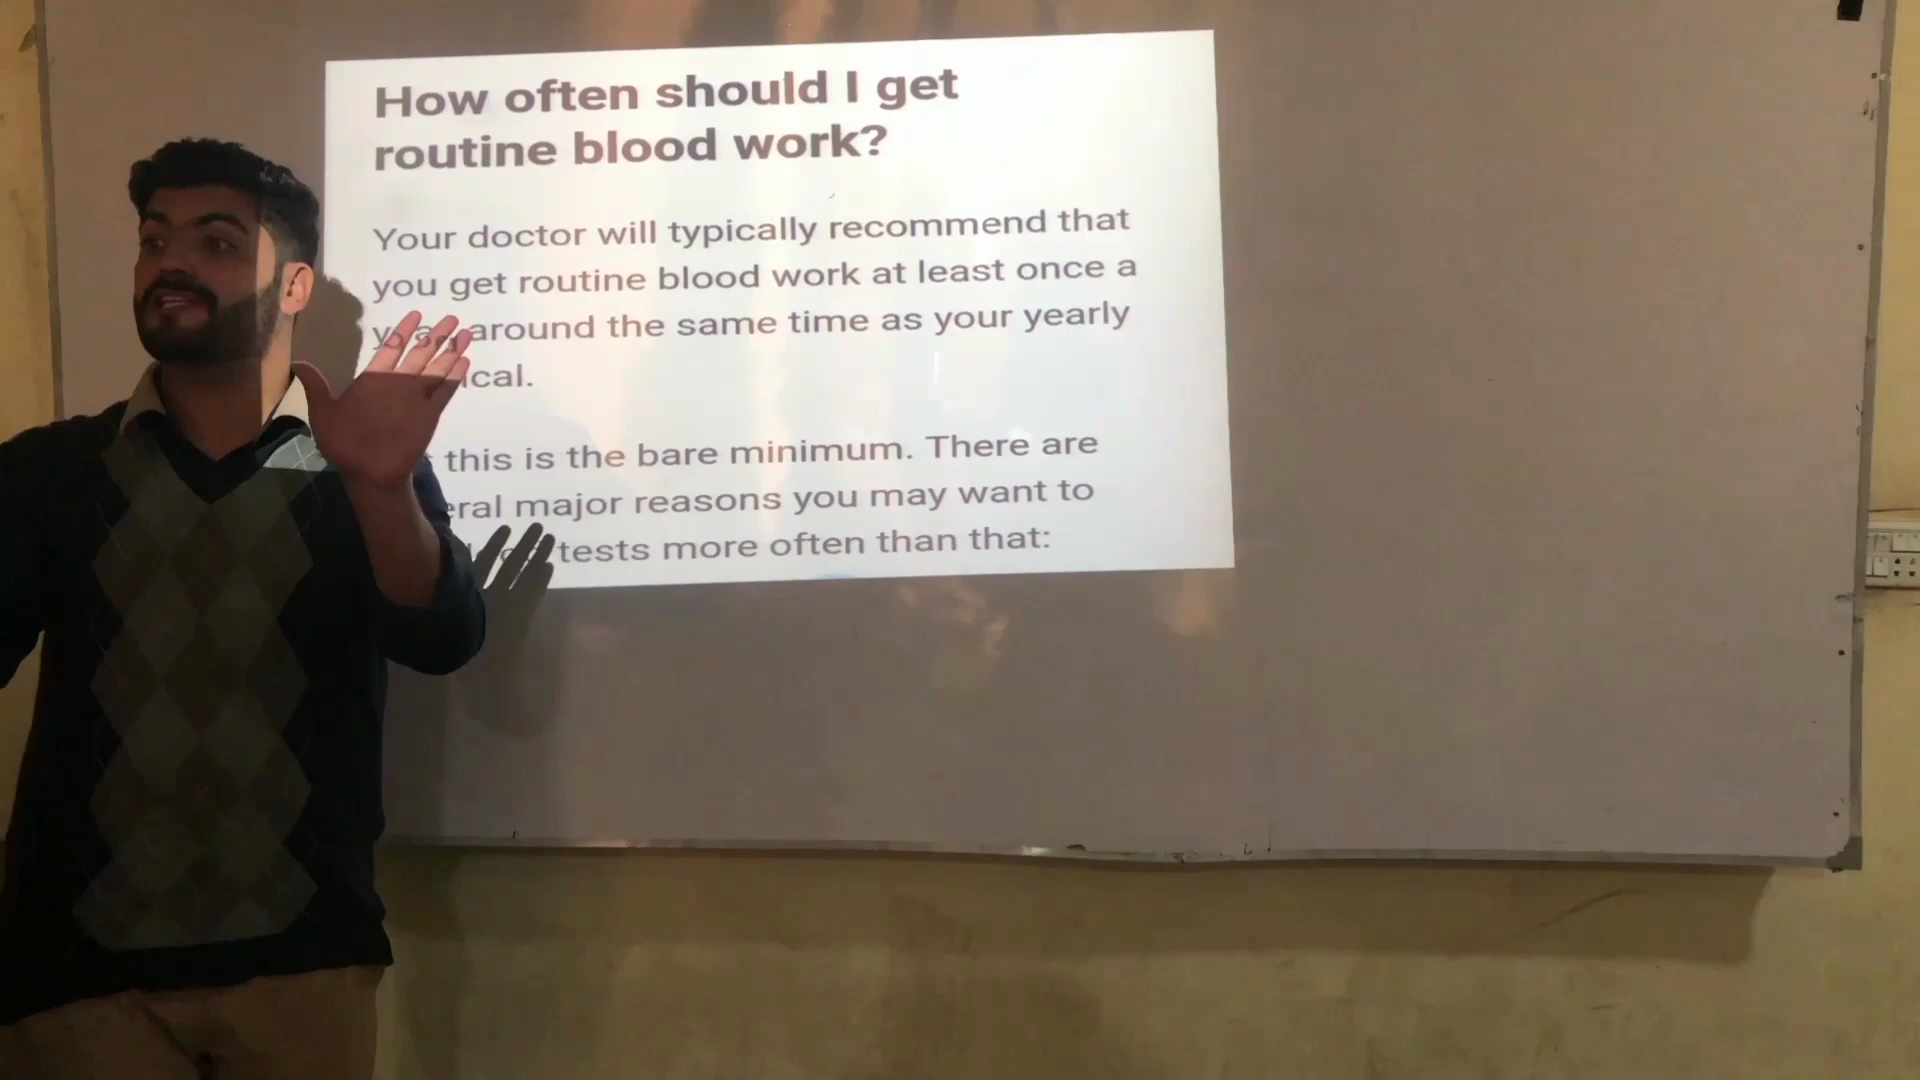 How often should I get
routine blood work?
Your doctor will typically recommend that
you get routine blood work at least once a
around the same time as your yearly
ical.
this is the bare minimum. There are
eral major reasons you may want to
tests more often than that: